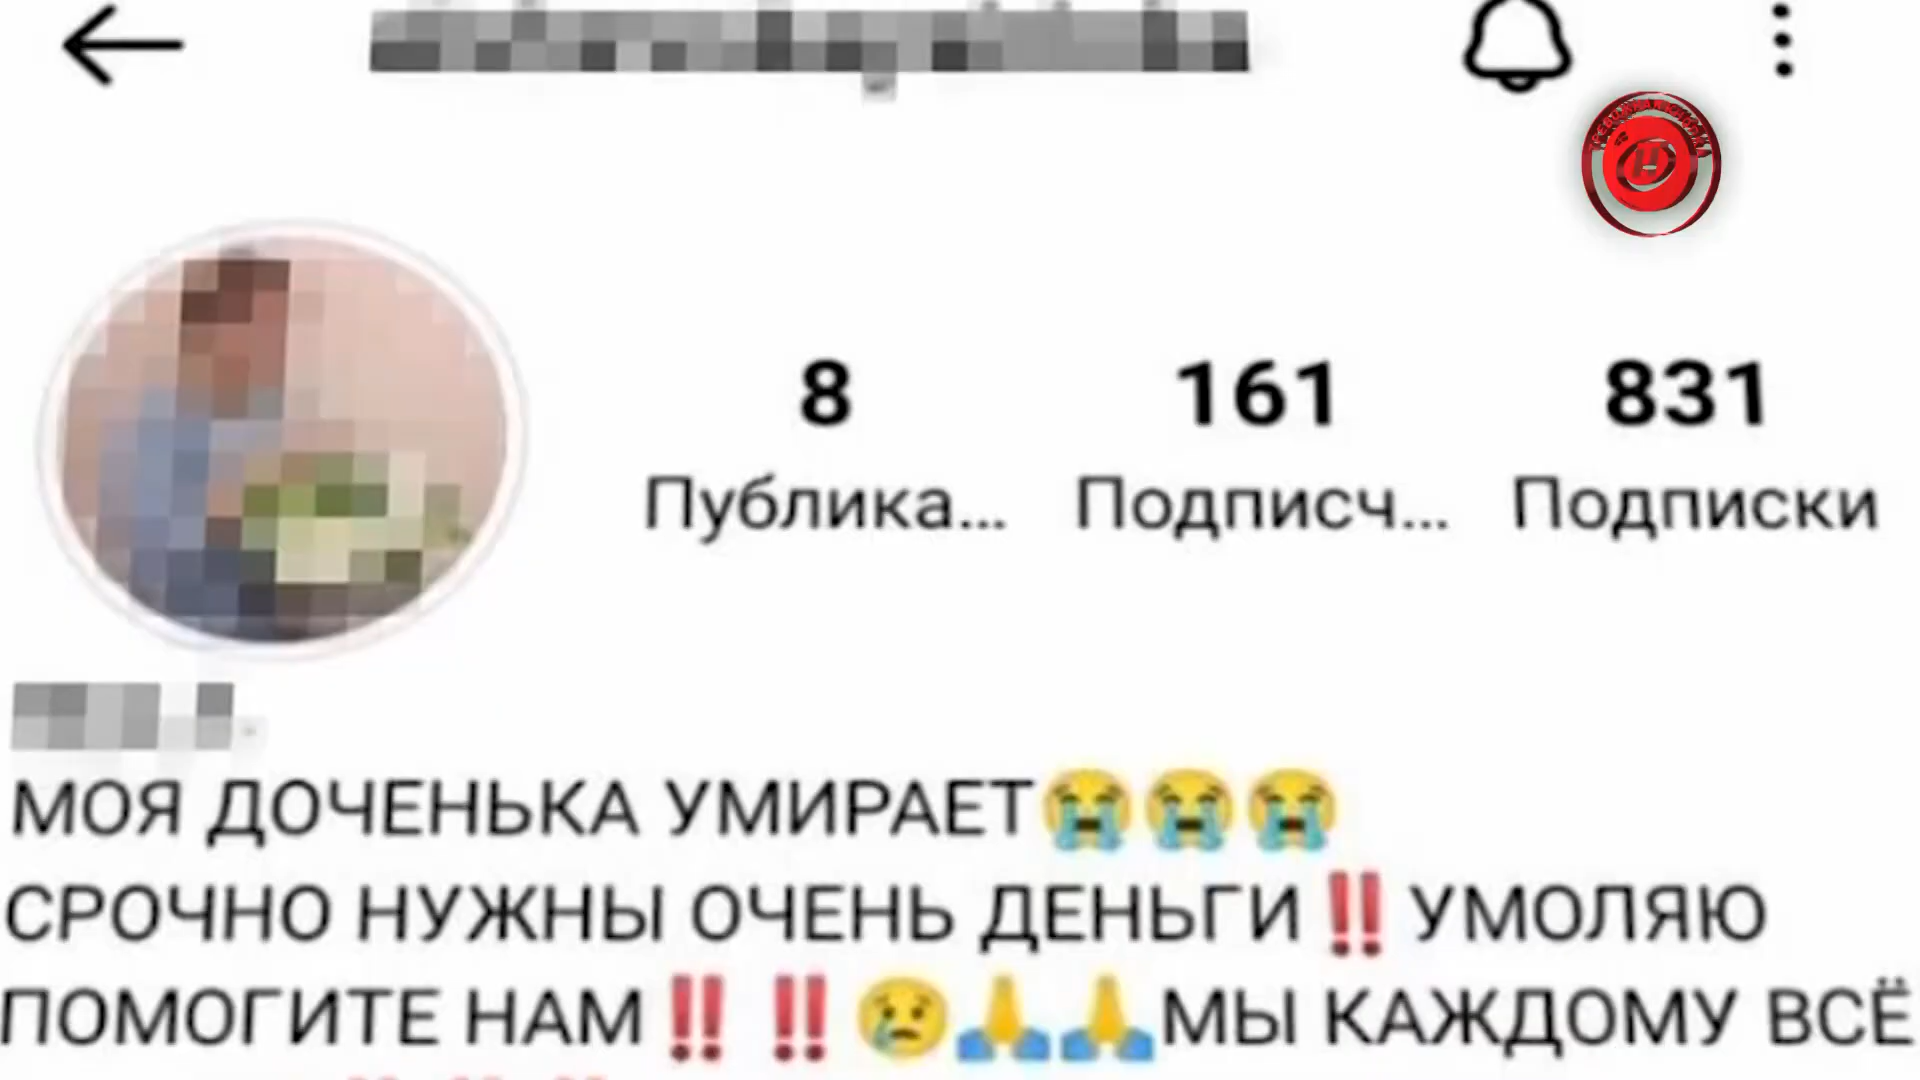 8 161 831
Публика... Подписч... Подписки
МОЯ ДОЧЕНЬКА УМИРАЕТ😭😭😭
СРОЧНО НУЖНЫ ОЧЕНЬ ДЕНЬГИ‼️УМОЛЯЮ
ПОМОГИТЕ НАМ‼️ ‼️😢🙏🙏МЫ КАЖДОМУ ВСЁ